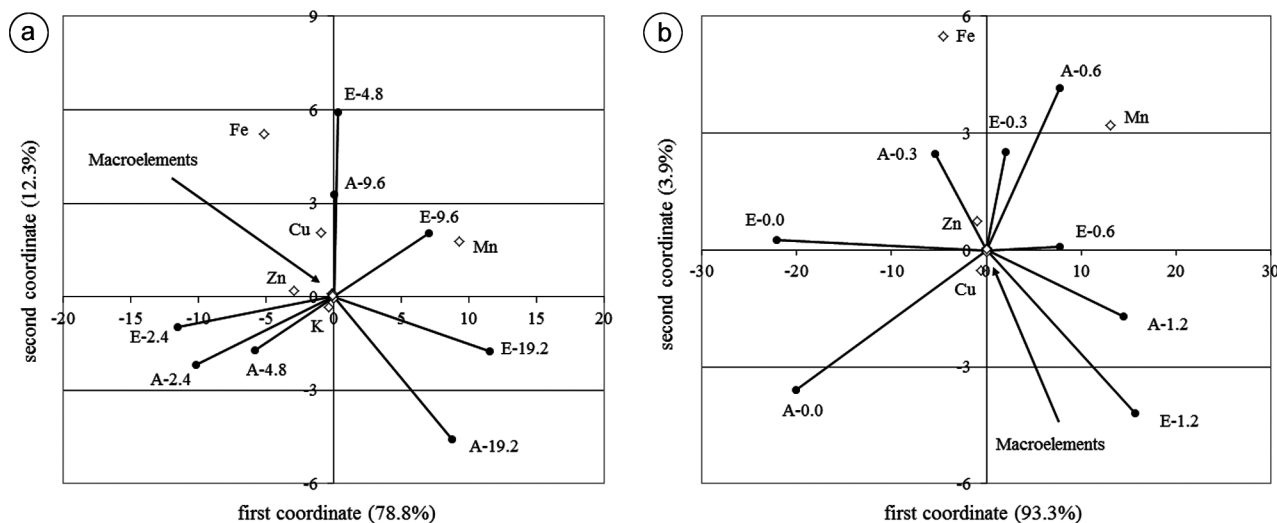 a
9
6
3
0
-3
-6
-20
-15
-10
-5
0
5
10
15
20
E-4.8
Fe
Macroelements
A-9.6
E-9.6
Cu
Mn
Zn
K
E-2.4
A-2.4
A-4.8
E-19.2
A-19.2
second coordinate (12.3%)
first coordinate (78.8%)
b
6
3
0
-3
-6
-30
-20
-10
0
10
20
30
Fe
A-0.6
E-0.3
Mn
A-0.3
Zn
E-0.0
E-0.6
Cu
A-1.2
A-0.0
E-1.2
Macroelements
second coordinate (3.9%)
first coordinate (93.3%)